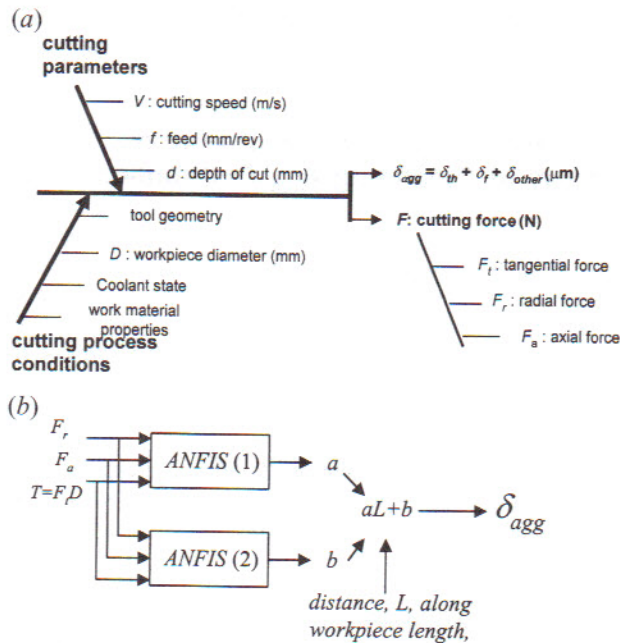 (a)
cutting
parameters
V : cutting speed (m/s)
f : feed (mm/rev)
d : depth of cut (mm)
δagg = δth + δf + δother (μm)
tool geometry
F: cutting force (N)
D : workpiece diameter (mm)
Ft : tangential force
Coolant state
Fr : radial force
work material
properties
Fa : axial force
cutting process
conditions
(b)
Fr
ANFIS (1)
a
Fa
T=FtD
aL+b
δagg
ANFIS (2)
b
distance, L, along
workpiece length,